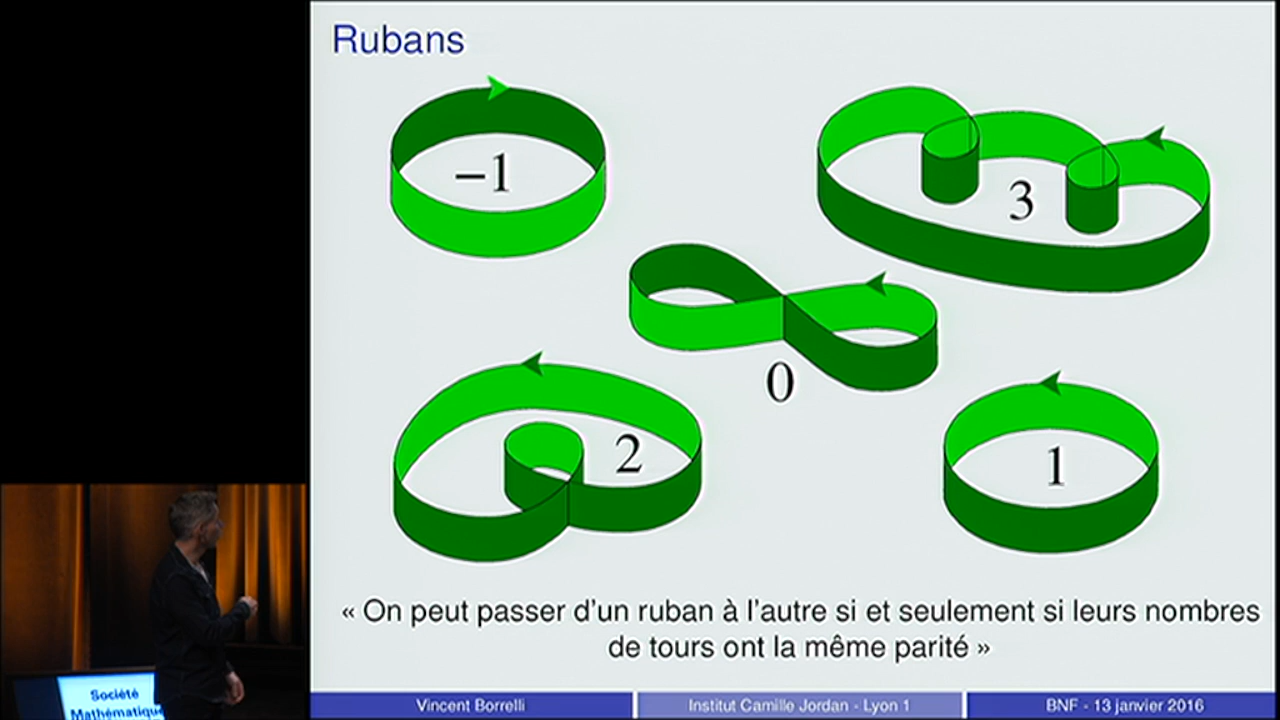 Rubans
−1
3
0
2
1
« On peut passer d'un ruban à l'autre si et seulement si leurs nombres
de tours ont la même parité »
Société
Mathématique
Vincent Borrelli
Institut Camille Jordan - Lyon 1
BNF - 13 janvier 2016